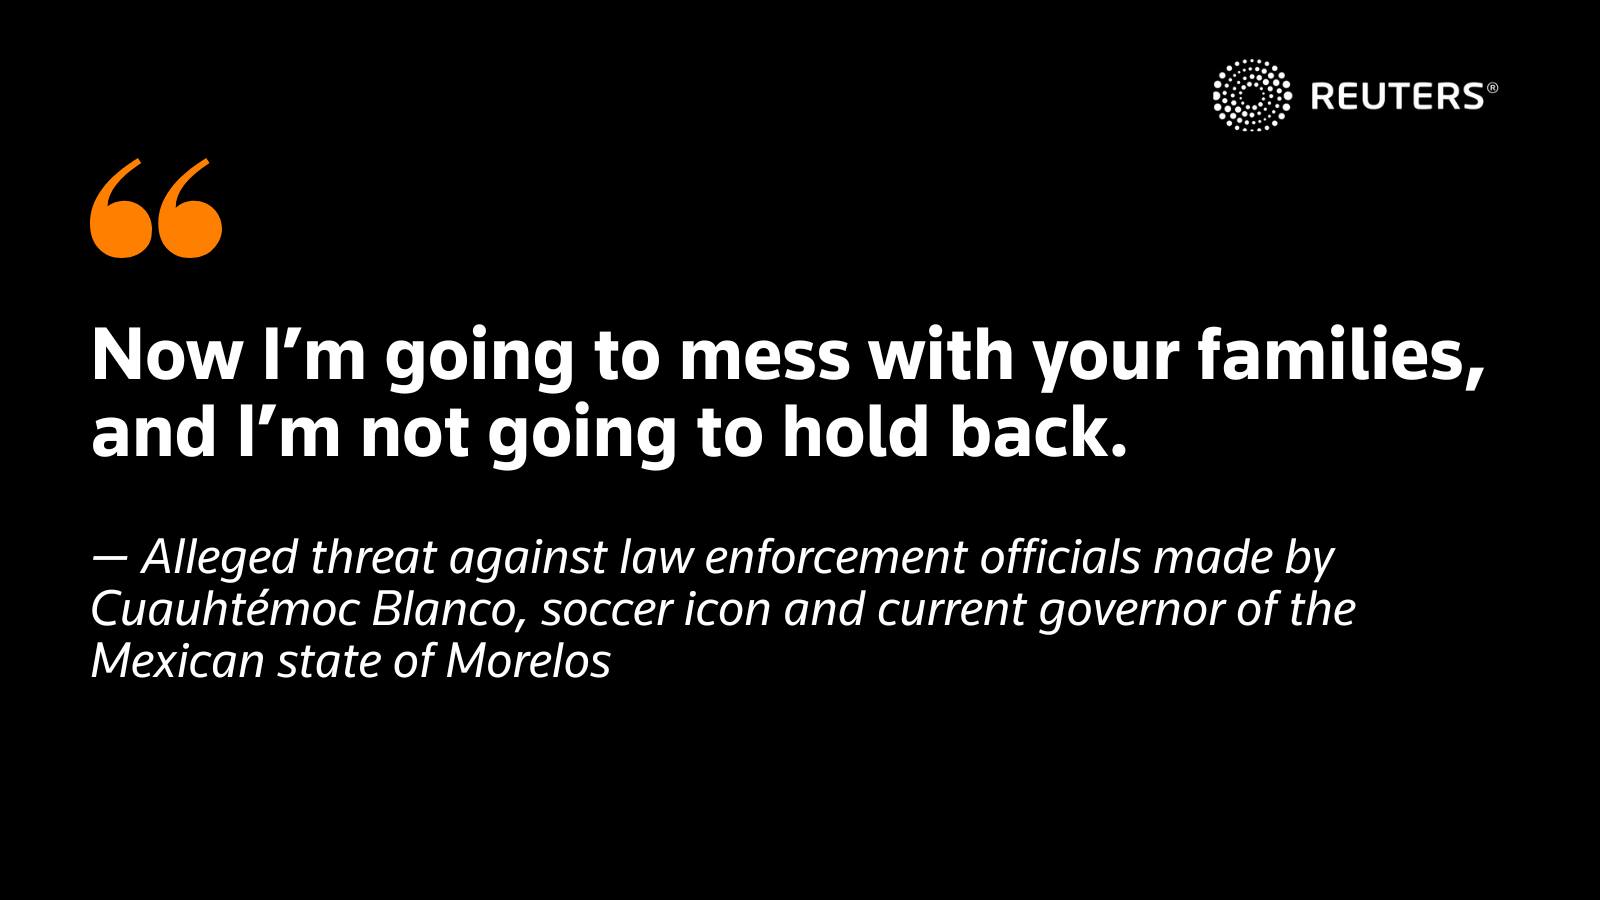 REUTERS®
“
Now I’m going to mess with your families,
and I’m not going to hold back.
— Alleged threat against law enforcement officials made by
Cuauhtémoc Blanco, soccer icon and current governor of the
Mexican state of Morelos